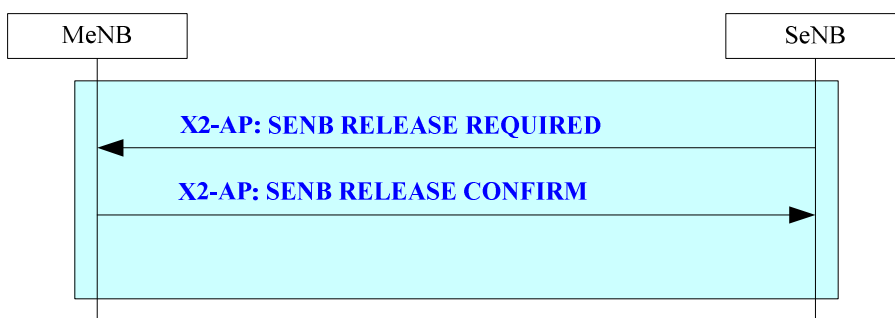 MeNB
SeNB
X2-AP: SENB RELEASE REQUIRED
X2-AP: SENB RELEASE CONFIRM